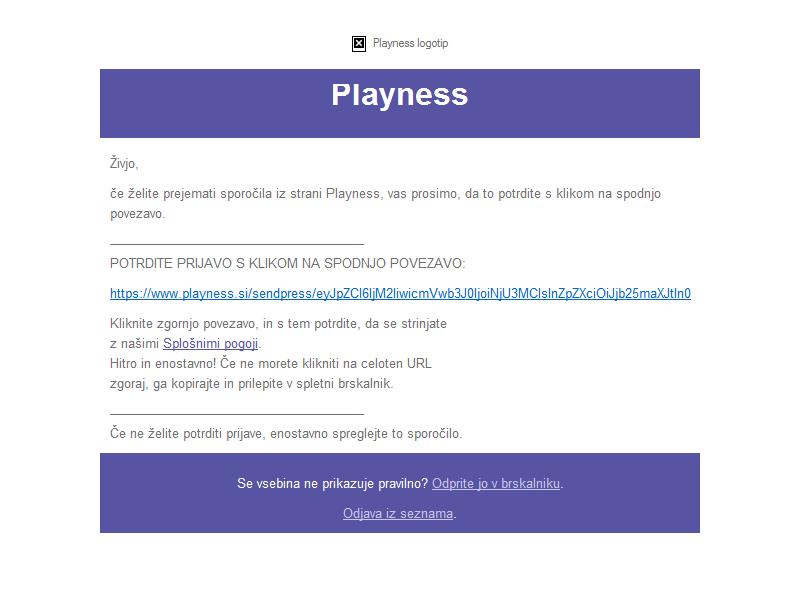 Playness logotip
Playness
Živjo,
če želite prejemati sporočila iz strani Playness, vas prosimo, da to potrdite s klikom na spodnjo
povezavo.
POTRDITE PRIJAVO S KLIKOM NA SPODNJO POVEZAVO:
https://www.playness.si/sendpress/eyJpZCI6IjM2IiwicmVwb3J0IjoiNjU3MCIsInZpZXciOiJjb25maXJtIn0
Kliknite zgornjo povezavo, in s tem potrdite, da se strinjate
z našimi Splošnimi pogoji.
Hitro in enostavno! Če ne morete klikniti na celoten URL
zgoraj, ga kopirajte in prilepite v spletni brskalnik.
Če ne želite potrditi prijave, enostavno spreglejte to sporočilo.
Se vsebina ne prikazuje pravilno? Odprite jo v brskalniku.
Odjava iz seznama.